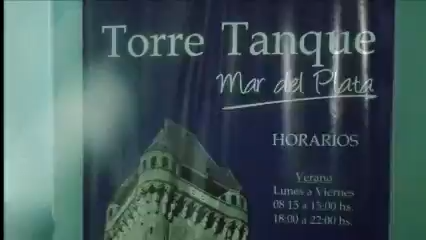 Torre Tanque
Mar del Plata
HORARIOS
Verano
Lunes a Viernes
08:15 a 15:00 hs.
18:00 a 22:00 hs.